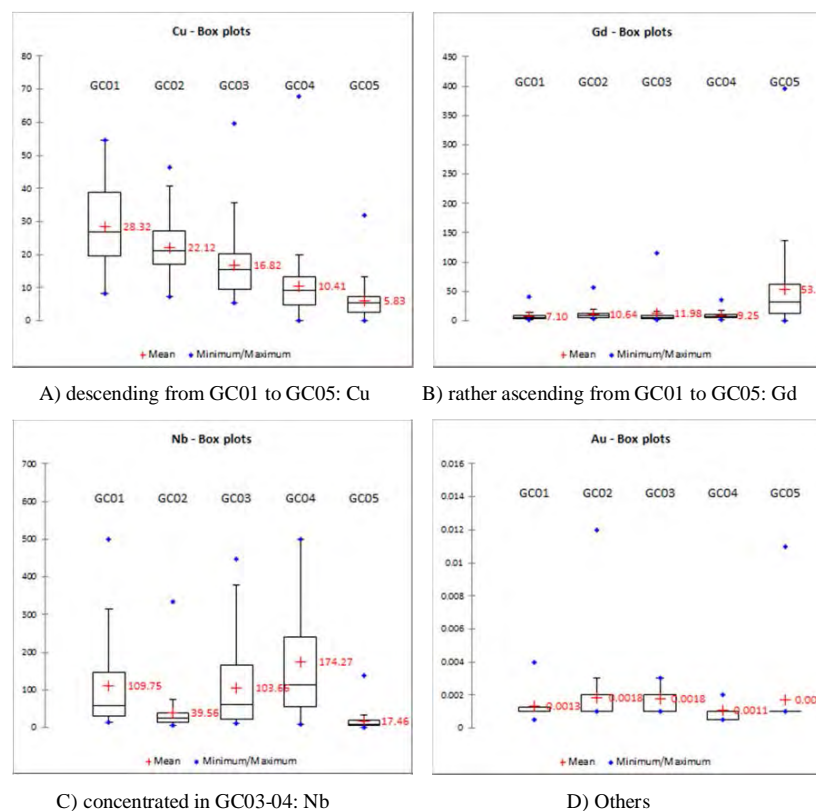 Cu - Box plots
80
70
60
50
40
30
20
10
0
GC01 GC02 GC03 GC04 GC05
28.32
22.12
16.82
10.41
5.83
+ Mean • Minimum/Maximum
Gd - Box plots
450
400
350
300
250
200
150
100
50
0
GC01 GC02 GC03 GC04 GC05
7.10 10.64 11.98 9.25 53.
+ Mean • Minimum/Maximum
A) descending from GC01 to GC05: Cu
B) rather ascending from GC01 to GC05: Gd
Nb - Box plots
700
600
500
400
300
200
100
0
GC01 GC02 GC03 GC04 GC05
109.75
39.56
103.66
174.27
17.46
+ Mean • Minimum/Maximum
Au - Box plots
0.016
0.014
0.012
0.01
0.008
0.006
0.004
0.002
0
GC01 GC02 GC03 GC04 GC05
0.0013 0.0018 0.0018 0.0011 0.00
+ Mean • Minimum/Maximum
C) concentrated in GC03-04: Nb
D) Others